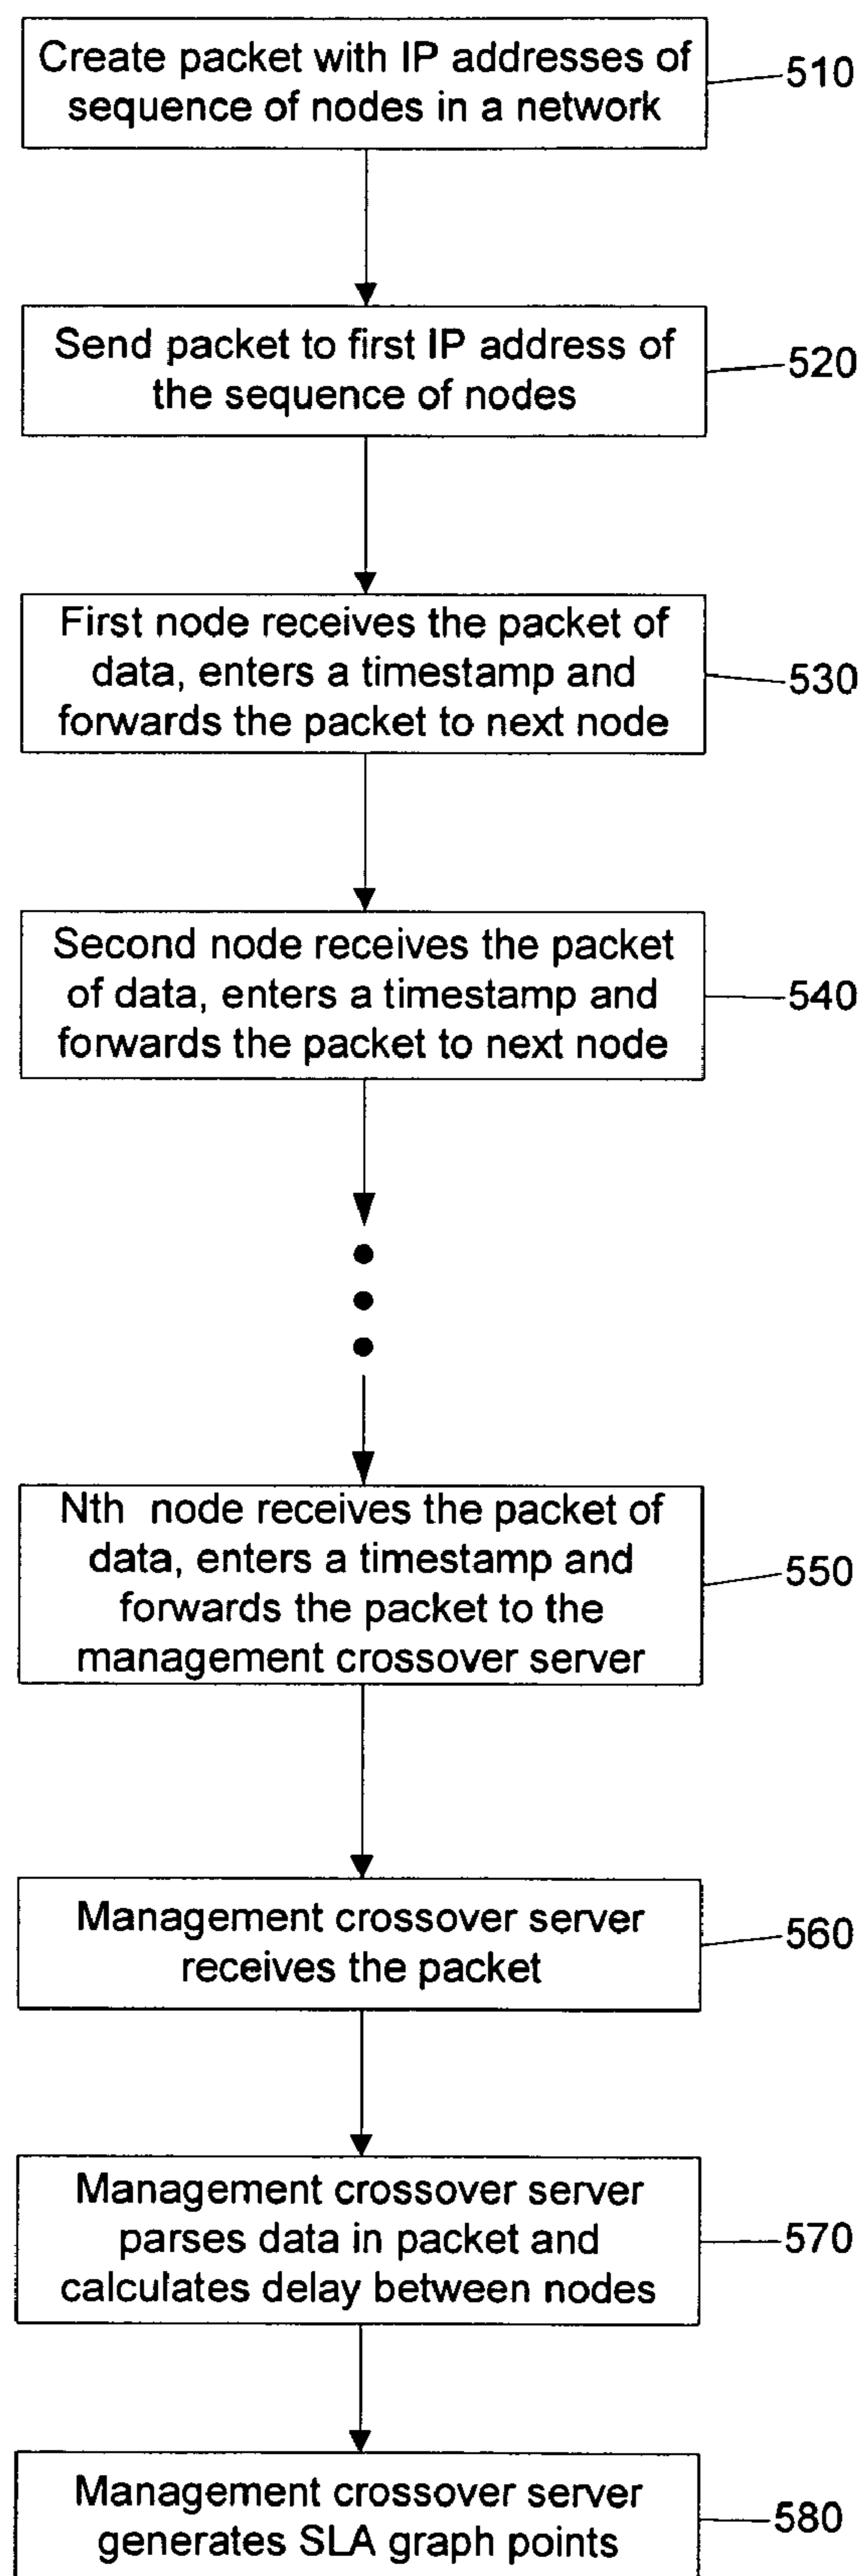 Create packet with IP addresses of
sequence of nodes in a network
510
Send packet to first IP address of
the sequence of nodes
520
First node receives the packet of
data, enters a timestamp and
forwards the packet to next node
530
Second node receives the packet
of data, enters a timestamp and
forwards the packet to next node
540
Nth node receives the packet of
data, enters a timestamp and
forwards the packet to the
management crossover server
550
Management crossover server
receives the packet
560
Management crossover server
parses data in packet and
calculates delay between nodes
570
Management crossover server
generates SLA graph points
580